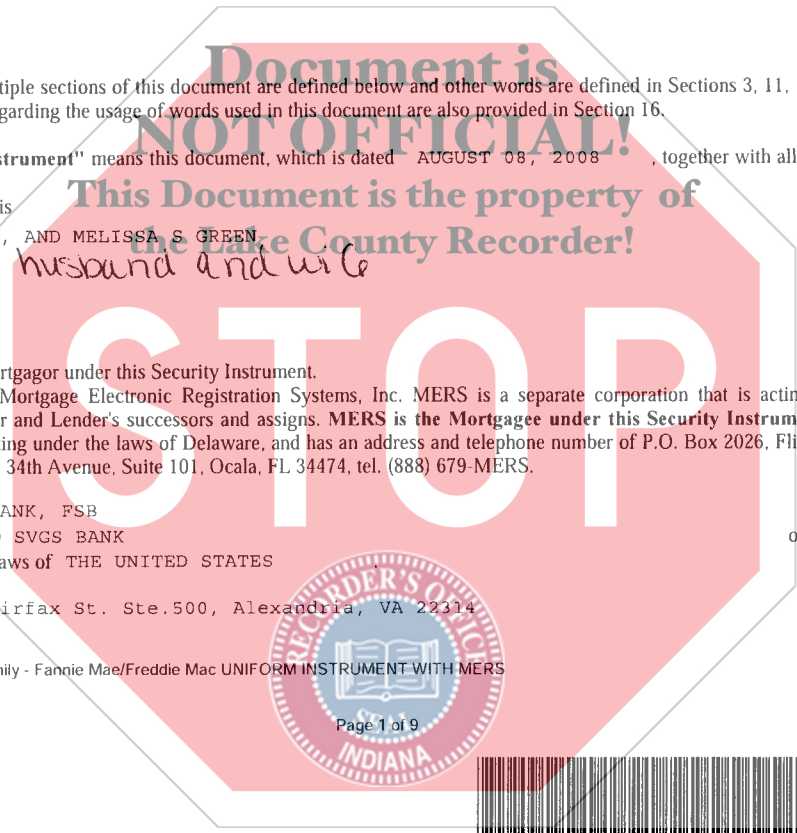 Document is
tiple sections of this document are defined below and other words are defined in Sections 3, 11,
garding the usage of words used in this document are also provided in Section 16.
NOT OFFICIAL!
strument" means this document, which is dated AUGUST 08, 2008 , together with all
This Document is the property of
is
, AND MELISSA S GREEN,
the Lake County Recorder!
husband and wife
STOP
rtgagor under this Security Instrument.
Mortgage Electronic Registration Systems, Inc. MERS is a separate corporation that is actin
r and Lender's successors and assigns. MERS is the Mortgagee under this Security Instrum
ing under the laws of Delaware, and has an address and telephone number of P.O. Box 2026, Fli
34th Avenue, Suite 101, Ocala, FL 34474, tel. (888) 679-MERS.
ANK, FSB
SVGS BANK
aws of THE UNITED STATES
irfax St. Ste.500, Alexandria, VA 22314
RECORDER'S OFFICE
nily - Fannie Mae/Freddie Mac UNIFORM INSTRUMENT WITH MERS
SEAL
Page 1 of 9
INDIANA